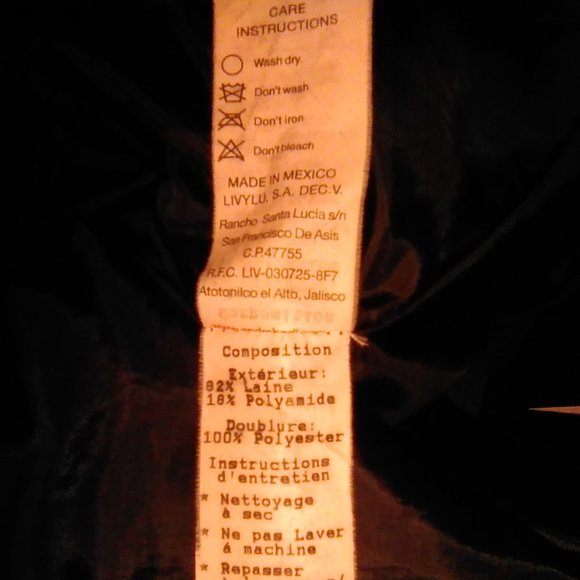 CARE
INSTRUCTIONS
Wash dry
Don't wash
Don't iron
Don't bleach
MADE IN MEXICO
LIVYLU, S.A. DEC.V.
Rancho Santa Lucia s/n
San Francisco De Asis
C.P.47755
R.F.C. LIV-030725-8F7
Atotonilco el Alto, Jalisco
Composition
Extérieur:
82% Laine
18% Polyamide
Doublure:
100% Polyester
Instructions
d'entretien
* Nettoyage
à sec
* Ne pas Laver
à machine
* Repasser